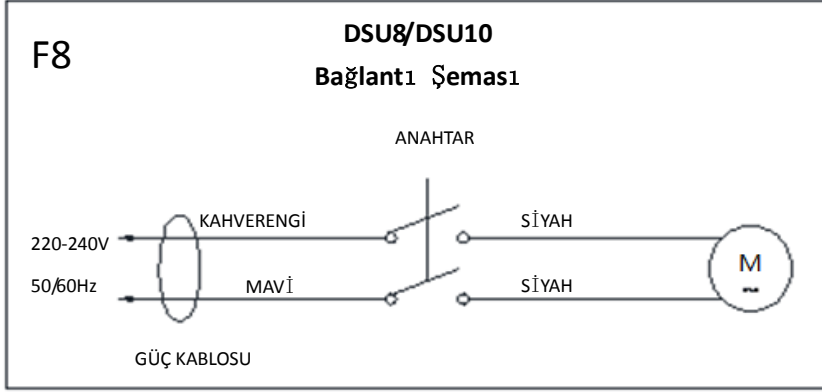 F8
DSU8/DSU10
Bağlantı Şeması
ANAHTAR
KAHVERENGİ
SİYAH
220-240V
M
~
50/60Hz
MAVİ
SİYAH
GÜÇ KABLOSU